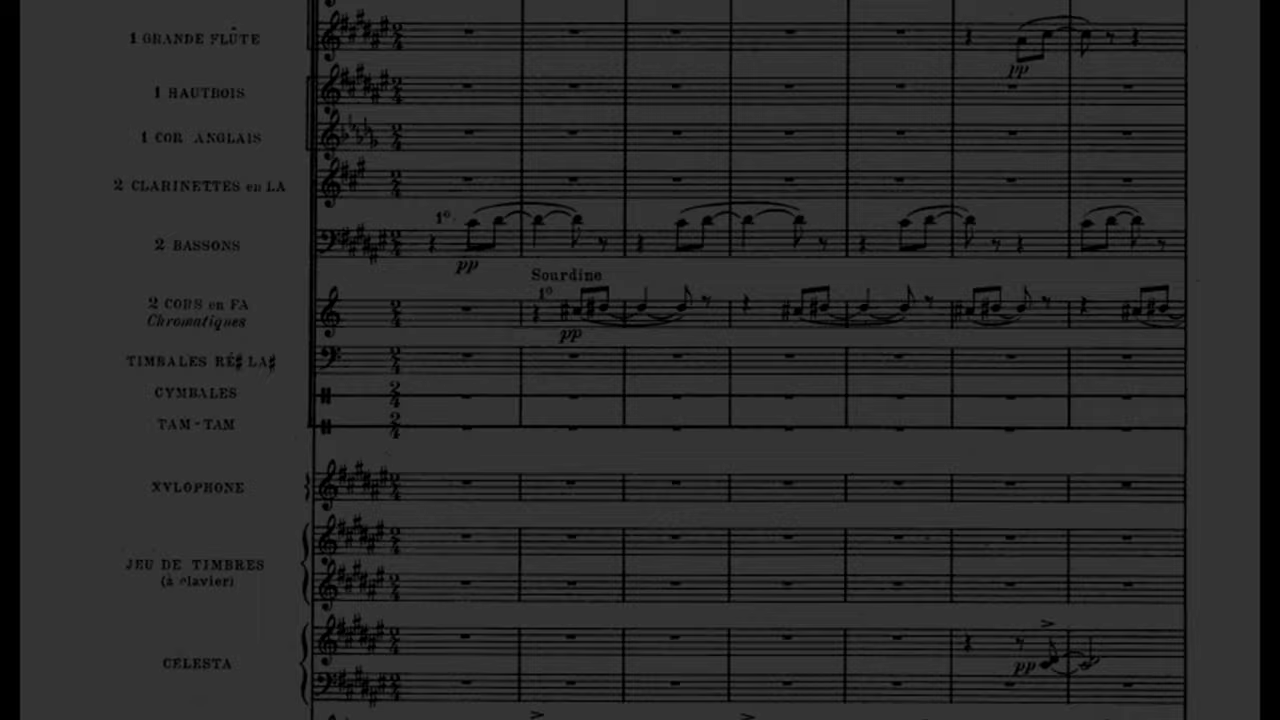 1 GRANDE FLÛTE
pp
1 HAUTBOIS
1 COR ANGLAIS
2 CLARINETTES en LA
1º
2 BASSONS
pp
Sourdine
2 CORS en FA
Chromatiques
1º
pp
TIMBALES RÉ♯ LA♯
CYMBALES
TAM-TAM
XYLOPHONE
JEU DE TIMBRES
(à clavier)
CELESTA
pp